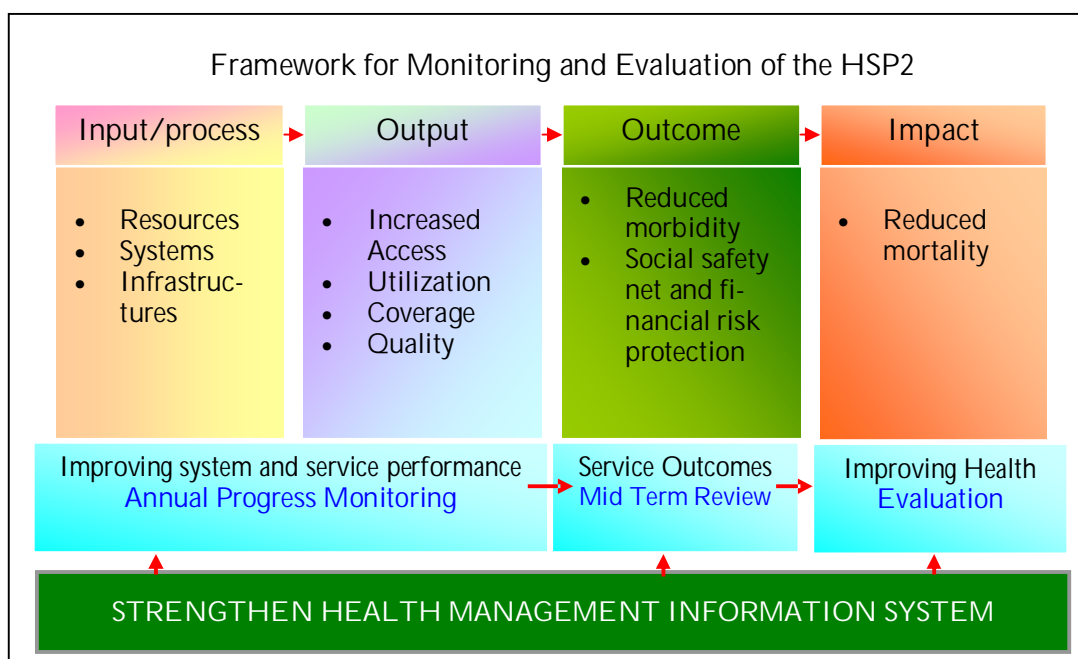 Framework for Monitoring and Evaluation of the HSP2
Input/process
Output
Outcome
Impact
• Resources
• Systems
• Infrastruc-
tures
• Increased
Access
• Utilization
• Coverage
• Quality
• Reduced
morbidity
• Social safety
net and fi-
nancial risk
protection
• Reduced
mortality
Improving system and service performance
Annual Progress Monitoring
Service Outcomes
Mid Term Review
Improving Health
Evaluation
STRENGTHEN HEALTH MANAGEMENT INFORMATION SYSTEM